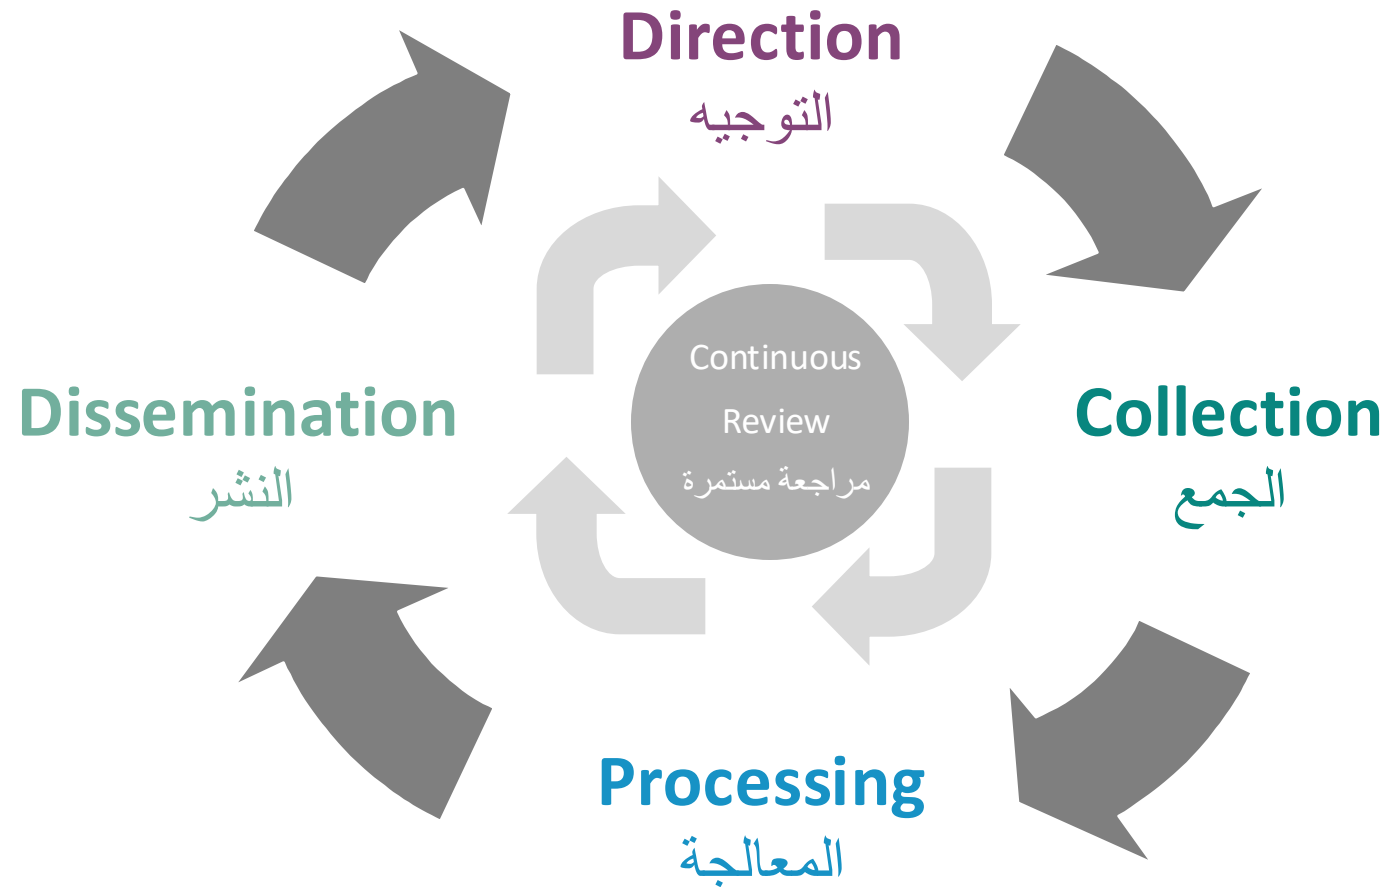 Direction
التوجيه
Continuous
Review
مراجعة مستمرة
Dissemination
النشر
Collection
الجمع
Processing
المعالجة